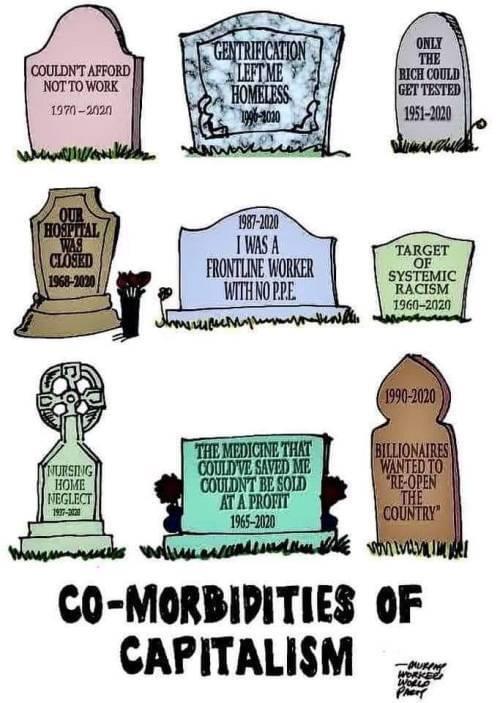 COULDN'T AFFORD
NOT TO WORK
1970-2020
GENTRIFICATION
LEFT ME
HOMELESS
1996-2020
ONLY
THE
RICH COULD
GET TESTED
1951-2020
OUR
HOSPITAL
WAS
CLOSED
1968-2020
1987-2020
I WAS A
FRONTLINE WORKER
WITH NO P.P.E.
TARGET
OF
SYSTEMIC
RACISM
1960-2020
NURSING
HOME
NEGLECT
1937-2020
THE MEDICINE THAT
COULD'VE SAVED ME
COULDN'T BE SOLD
AT A PROFIT
1965-2020
1990-2020
BILLIONAIRES
WANTED TO
"RE-OPEN
THE
COUNTRY"
CO-MORBIDITIES OF
CAPITALISM
-MURPHY
WORKERS
WORLD
PARTY